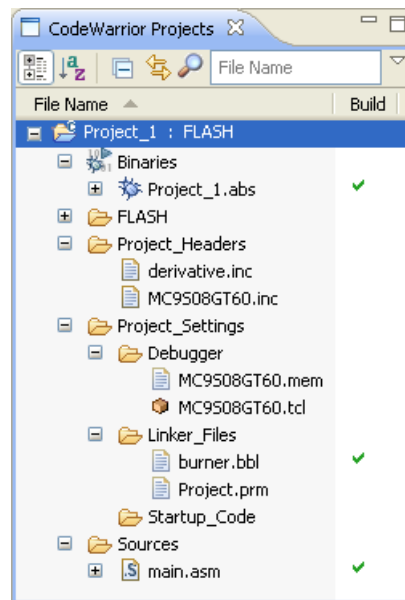 CodeWarrior Projects
File Name
File Name Build
Project_1 : FLASH
Binaries
Project_1.abs
FLASH
Project_Headers
derivative.inc
MC9S08GT60.inc
Project_Settings
Debugger
MC9S08GT60.mem
MC9S08GT60.tcl
Linker_Files
burner.bbl
Project.prm
Startup_Code
Sources
main.asm